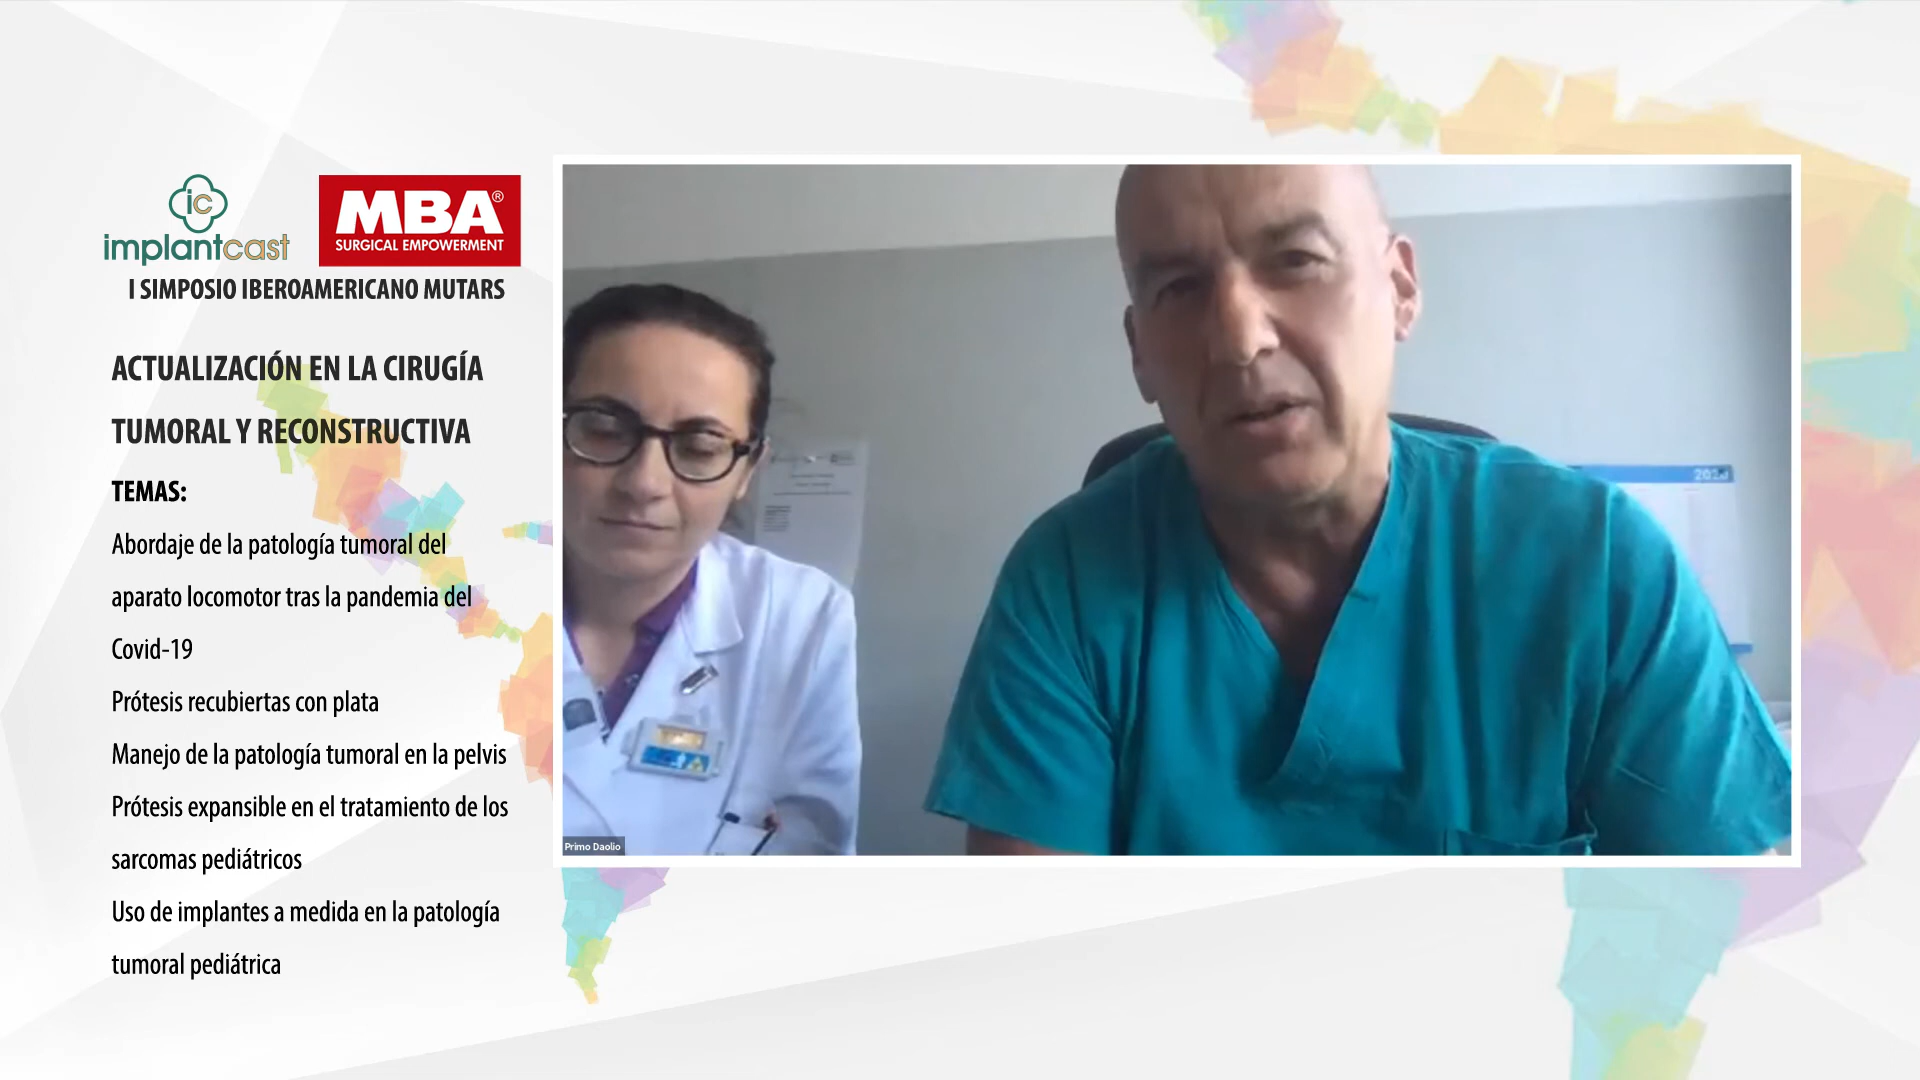 ic
implantcast
MBA®
SURGICAL EMPOWERMENT
I SIMPOSIO IBEROAMERICANO MUTARS
ACTUALIZACIÓN EN LA CIRUGÍA
TUMORAL Y RECONSTRUCTIVA
TEMAS:
Abordaje de la patología tumoral del
aparato locomotor tras la pandemia del
Covid-19
Prótesis recubiertas con plata
Manejo de la patología tumoral en la pelvis
Prótesis expansible en el tratamiento de los
sarcomas pediátricos
Uso de implantes a medida en la patología
tumoral pediátrica
Primo Daolio